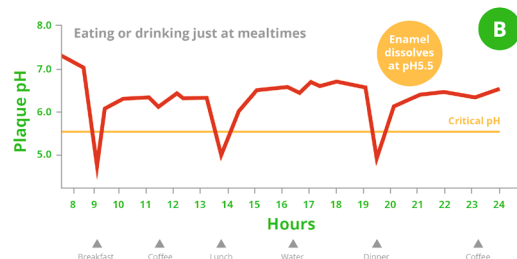 8.0
Eating or drinking just at mealtimes
Enamel
dissolves
at pH5.5
B
7.0
Plaque pH
6.0
Critical pH
5.0
8 9 10 11 12 13 14 15 16 17 18 19 20 21 22 23 24
Hours
Breakfast Coffee Lunch Water Dinner Coffee